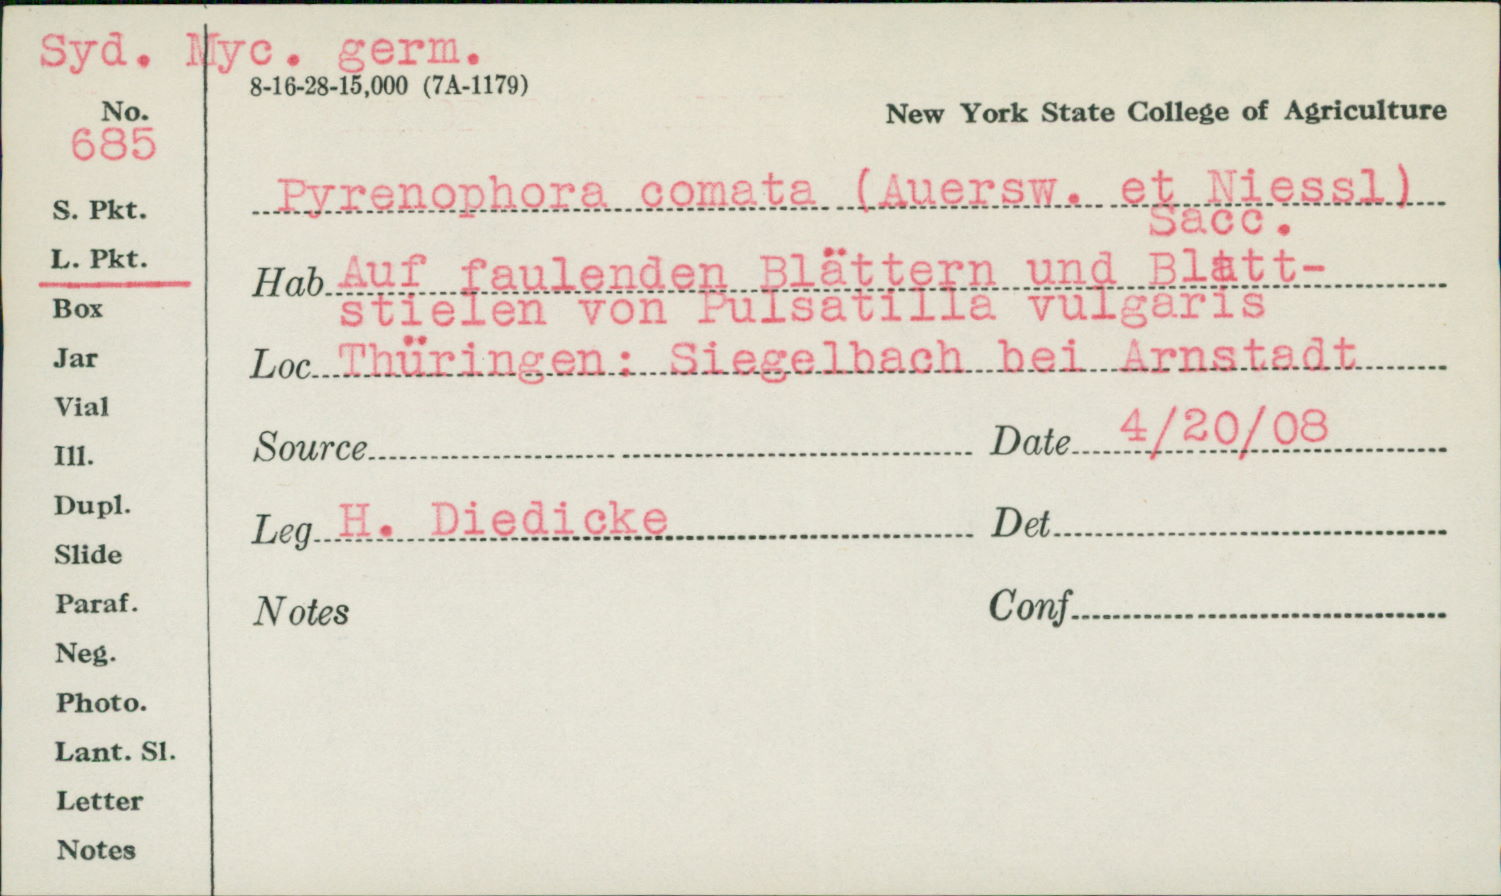 Syd. Myc. germ.
8-16-28-15,000 (7A-1179)
No.
685
New York State College of Agriculture
Pyrenophora comata (Auersw. et Niessl)
Sacc.
S. Pkt.
L. Pkt.
Box
Jar
Vial
Ill.
Dupl.
Slide
Paraf.
Neg.
Photo.
Lant. Sl.
Letter
Notes
Hab Auf faulenden Blättern und Blatt-
stielen von Pulsatilla vulgaris
Loc Thüringen: Siegelbach bei Arnstadt
Source Date 4/20/08
Leg H. Diedicke Det
Notes Conf